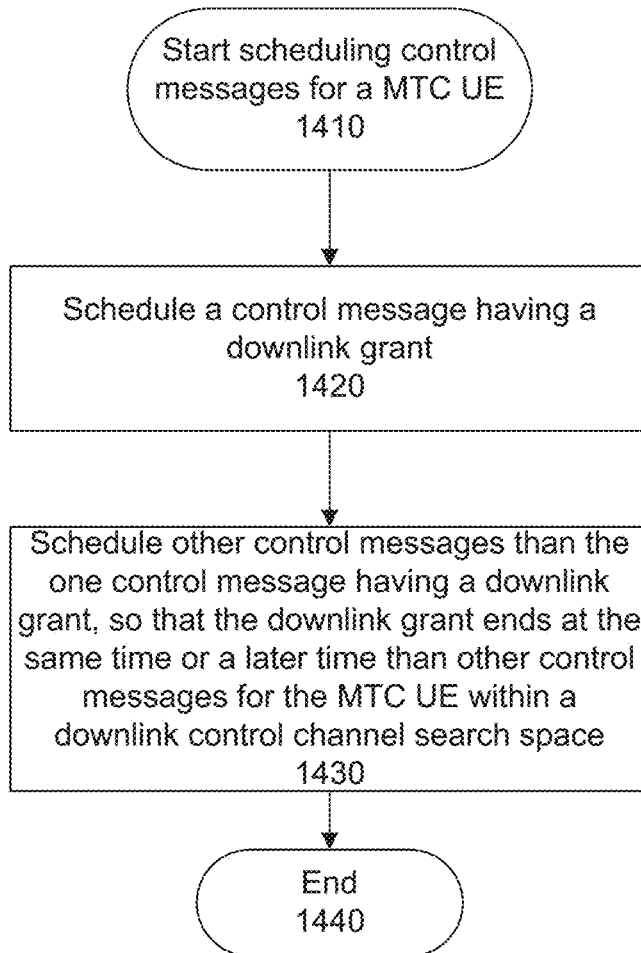 Start scheduling control
messages for a MTC UE
1410
Schedule a control message having a
downlink grant
1420
Schedule other control messages than the
one control message having a downlink
grant, so that the downlink grant ends at the
same time or a later time than other control
messages for the MTC UE within a
downlink control channel search space
1430
End
1440